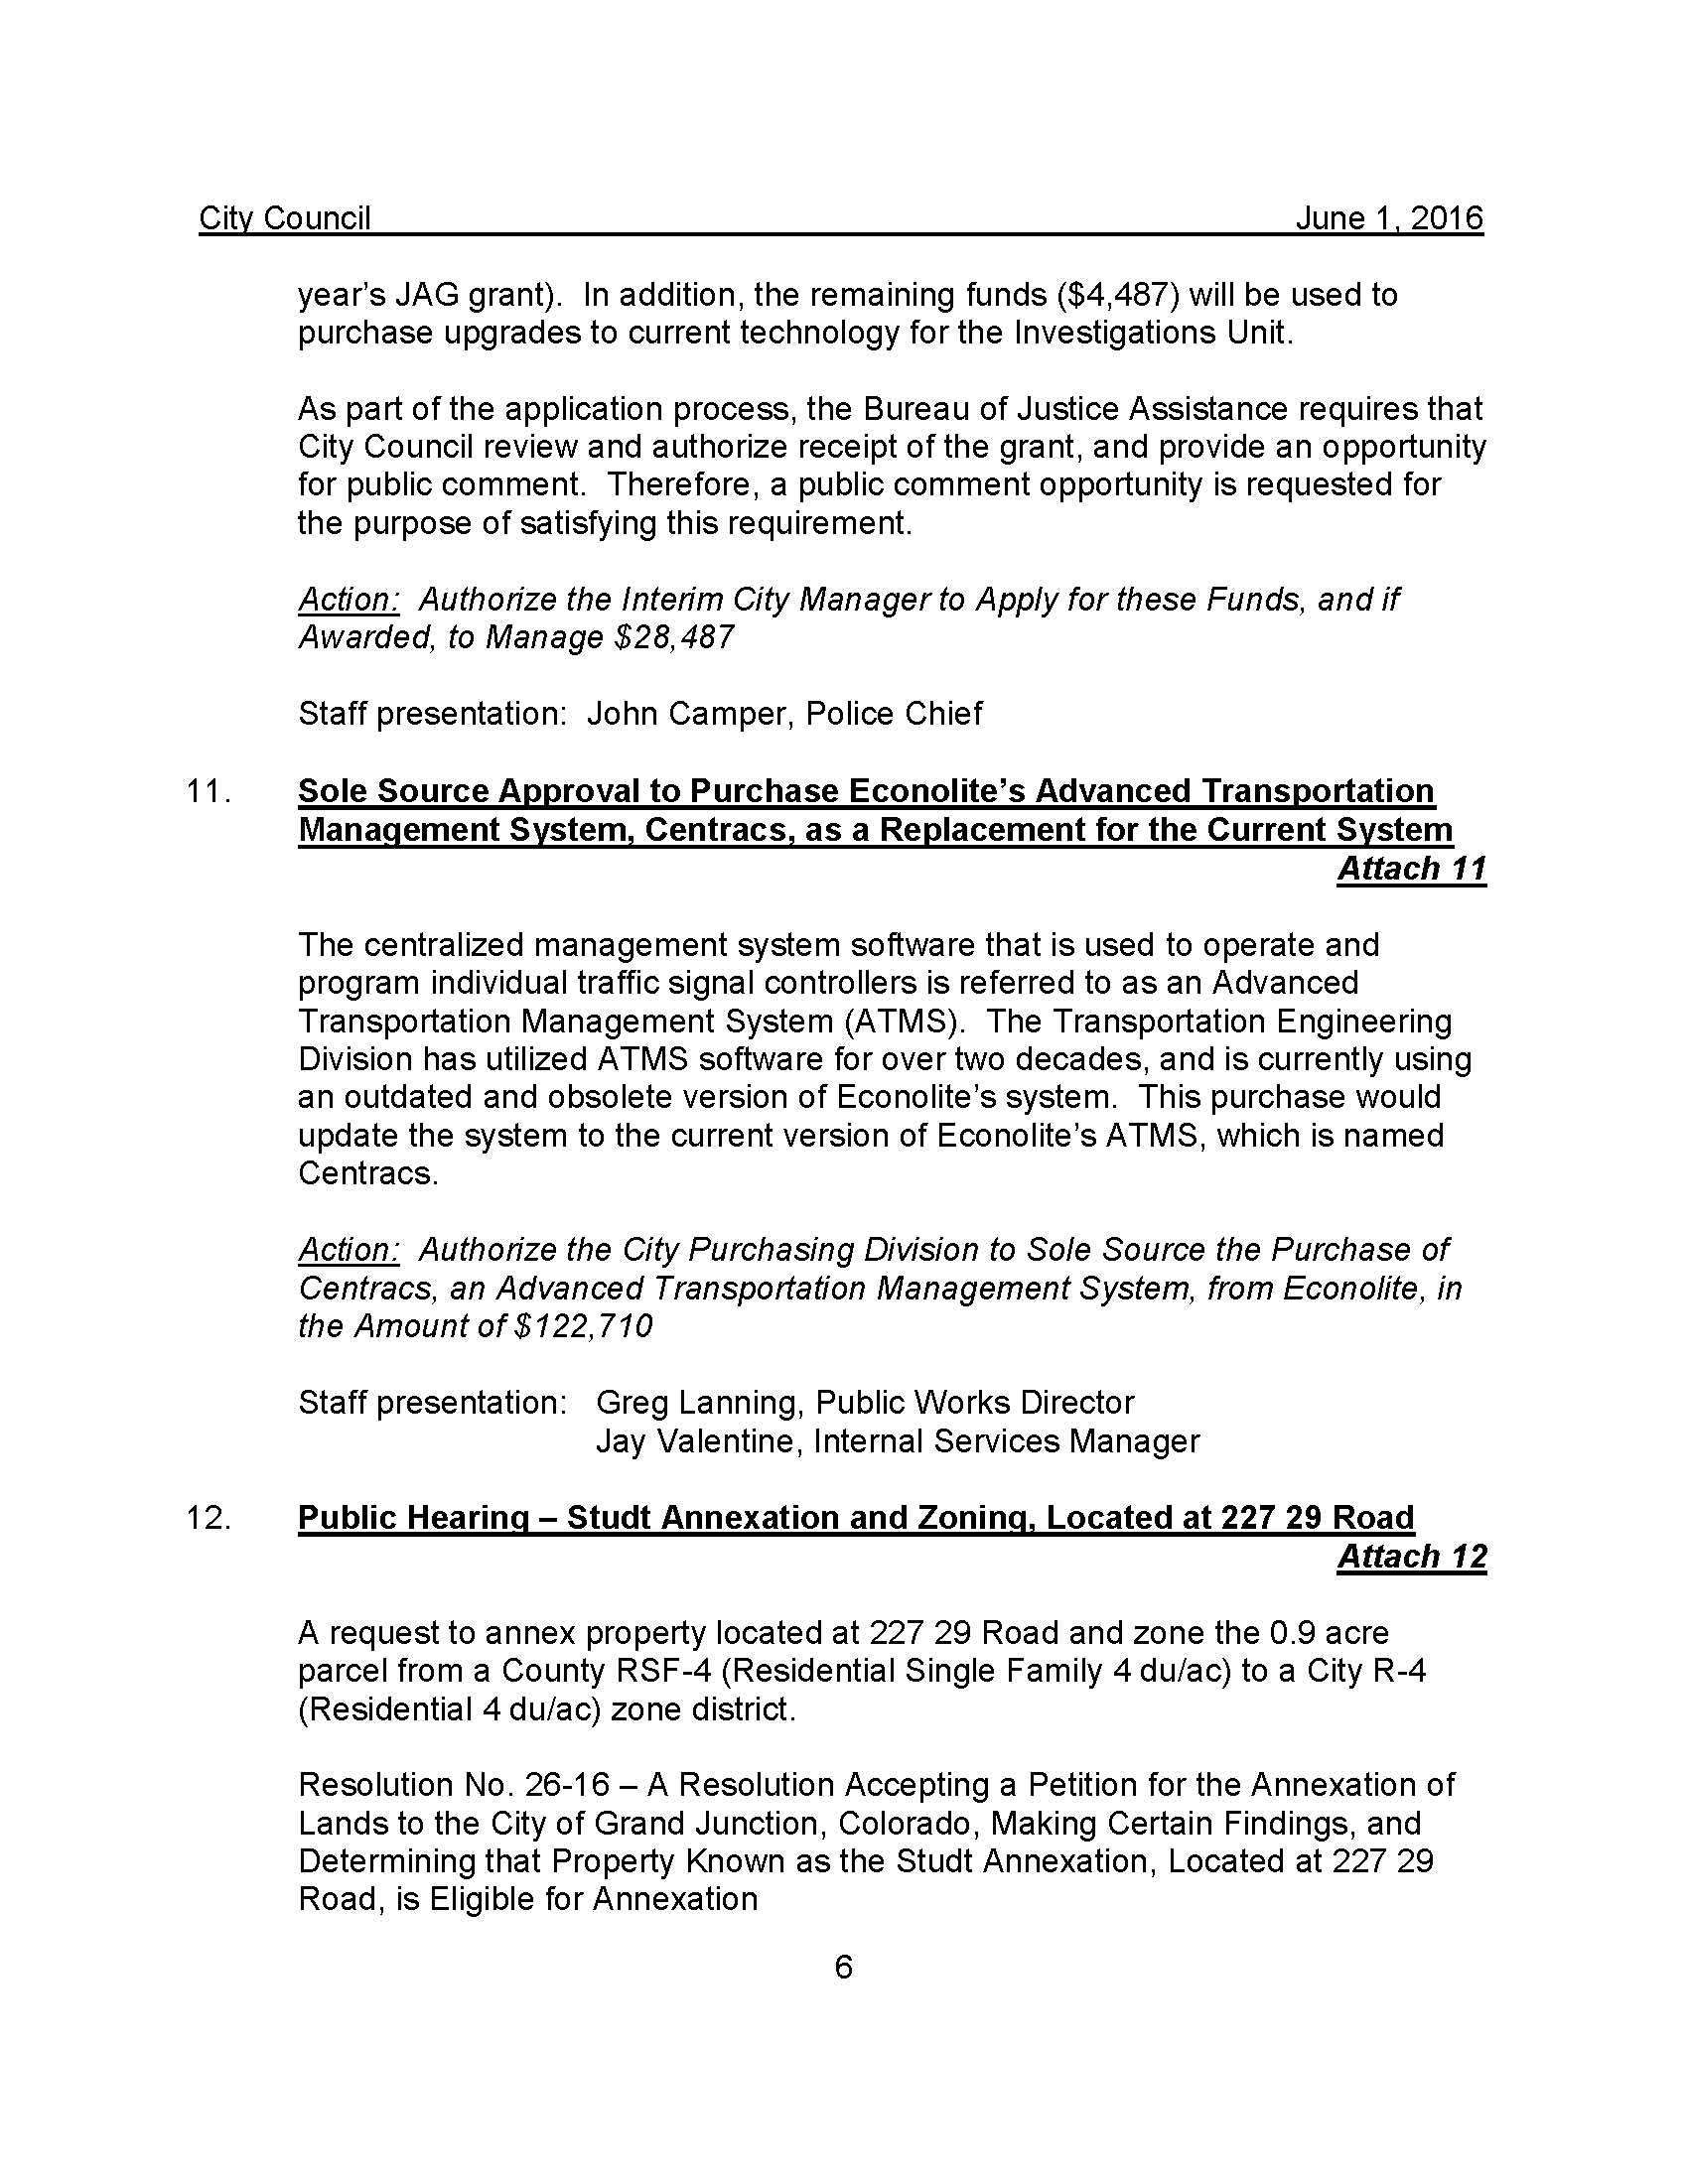 City Council June 1, 2016
year’s JAG grant).  In addition, the remaining funds ($4,487) will be used to
purchase upgrades to current technology for the Investigations Unit.
As part of the application process, the Bureau of Justice Assistance requires that
City Council review and authorize receipt of the grant, and provide an opportunity
for public comment.  Therefore, a public comment opportunity is requested for
the purpose of satisfying this requirement.
Action:  Authorize the Interim City Manager to Apply for these Funds, and if
Awarded, to Manage $28,487
Staff presentation:  John Camper, Police Chief
11. Sole Source Approval to Purchase Econolite’s Advanced Transportation
Management System, Centracs, as a Replacement for the Current System
Attach 11
The centralized management system software that is used to operate and
program individual traffic signal controllers is referred to as an Advanced
Transportation Management System (ATMS).  The Transportation Engineering
Division has utilized ATMS software for over two decades, and is currently using
an outdated and obsolete version of Econolite’s system.  This purchase would
update the system to the current version of Econolite’s ATMS, which is named
Centracs.
Action:  Authorize the City Purchasing Division to Sole Source the Purchase of
Centracs, an Advanced Transportation Management System, from Econolite, in
the Amount of $122,710
Staff presentation: Greg Lanning, Public Works Director
Jay Valentine, Internal Services Manager
12. Public Hearing – Studt Annexation and Zoning, Located at 227 29 Road
Attach 12
A request to annex property located at 227 29 Road and zone the 0.9 acre
parcel from a County RSF-4 (Residential Single Family 4 du/ac) to a City R-4
(Residential 4 du/ac) zone district.
Resolution No. 26-16 – A Resolution Accepting a Petition for the Annexation of
Lands to the City of Grand Junction, Colorado, Making Certain Findings, and
Determining that Property Known as the Studt Annexation, Located at 227 29
Road, is Eligible for Annexation
6